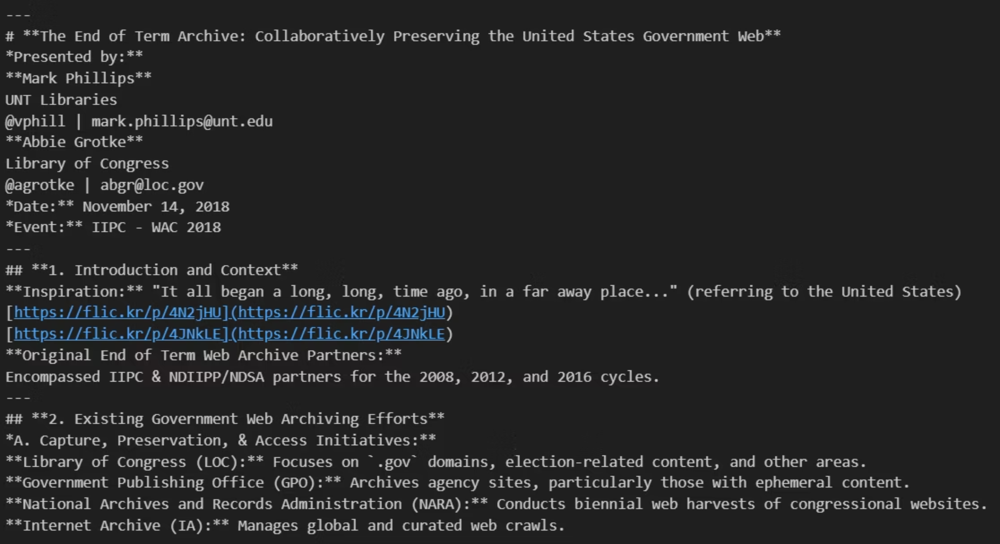 ---
# **The End of Term Archive: Collaboratively Preserving the United States Government Web**
*Presented by:**
**Mark Phillips**
UNT Libraries
@vphill | mark.phillips@unt.edu
**Abbie Grotke**
Library of Congress
@agrotke | abgr@loc.gov
*Date:** November 14, 2018
*Event:** IIPC - WAC 2018
---
## **1. Introduction and Context**
**Inspiration:** "It all began a long, long, time ago, in a far away place..." (referring to the United States)
[https://flic.kr/p/4N2jHU](https://flic.kr/p/4N2jHU)
[https://flic.kr/p/4JNkLE](https://flic.kr/p/4JNkLE)
**Original End of Term Web Archive Partners:**
Encompassed IIPC & NDIIPP/NDSA partners for the 2008, 2012, and 2016 cycles.
---
## **2. Existing Government Web Archiving Efforts**
*A. Capture, Preservation, & Access Initiatives:**
**Library of Congress (LOC):** Focuses on `.gov` domains, election-related content, and other areas.
**Government Publishing Office (GPO):** Archives agency sites, particularly those with ephemeral content.
**National Archives and Records Administration (NARA):** Conducts biennial web harvests of congressional websites.
**Internet Archive (IA):** Manages global and curated web crawls.